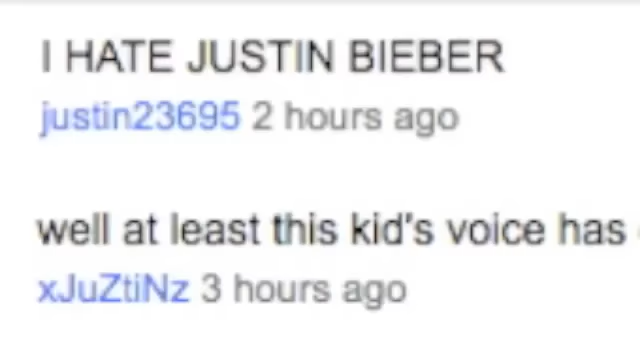 I HATE JUSTIN BIEBER
justin23695 2 hours ago
well at least this kid's voice has
xJuZtiNz 3 hours ago